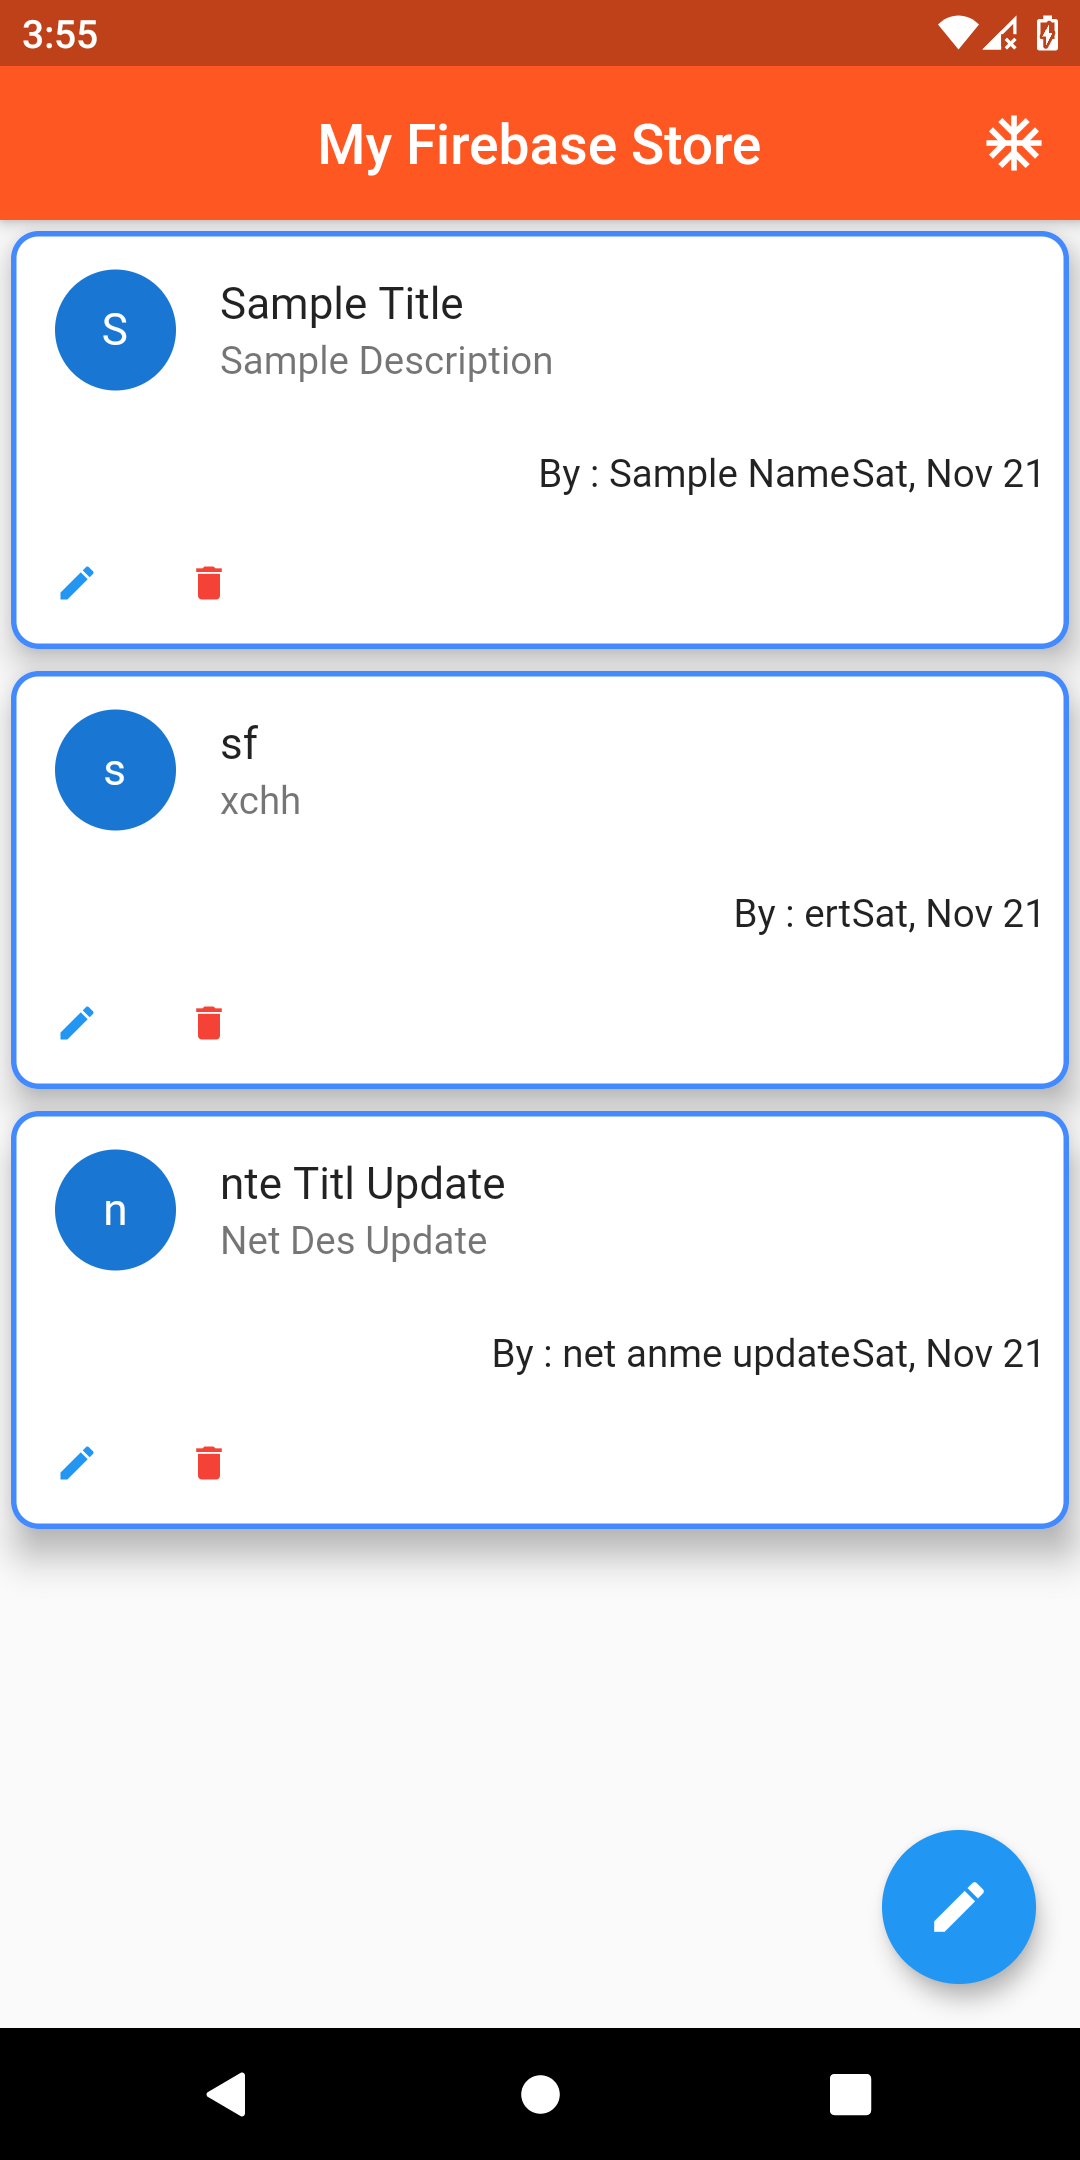 3:55
My Firebase Store
S
Sample Title
Sample Description
By : Sample NameSat, Nov 21
s
sf
xchh
By : ertSat, Nov 21
n
nte Titl Update
Net Des Update
By : net anme updateSat, Nov 21